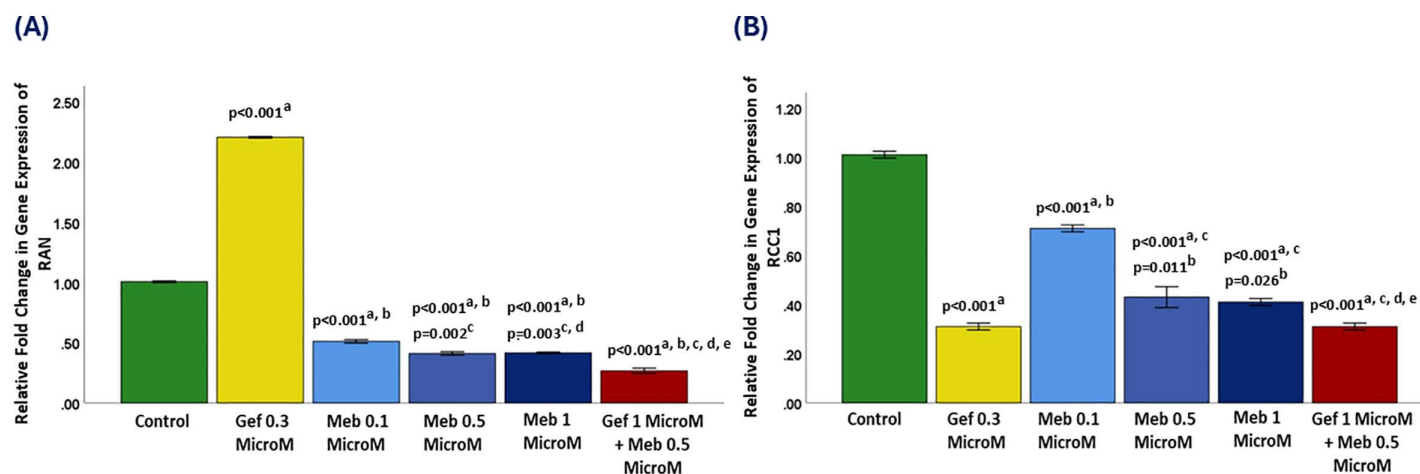 (A)
Relative Fold Change in Gene Expression of
RAN
2.50
2.00
1.50
1.00
.50
.00
p<0.001a
p<0.001a, b
p<0.001a, b
p=0.002c
p<0.001a, b
p=0.003c, d
p<0.001a, b, c, d, e
Control
Gef 0.3
MicroM
Meb 0.1
MicroM
Meb 0.5
MicroM
Meb 1
MicroM
Gef 1 MicroM
+ Meb 0.5
MicroM
(B)
Relative Fold Change in Gene Expression of
RCC1
1.20
1.00
.80
.60
.40
.20
.00
p<0.001a
p<0.001a, b
p<0.001a, c
p=0.011b
p<0.001a, c
p=0.026b
p<0.001a, c, d, e
Control
Gef 0.3
MicroM
Meb 0.1
MicroM
Meb 0.5
MicroM
Meb 1
MicroM
Gef 1 MicroM
+ Meb 0.5
MicroM